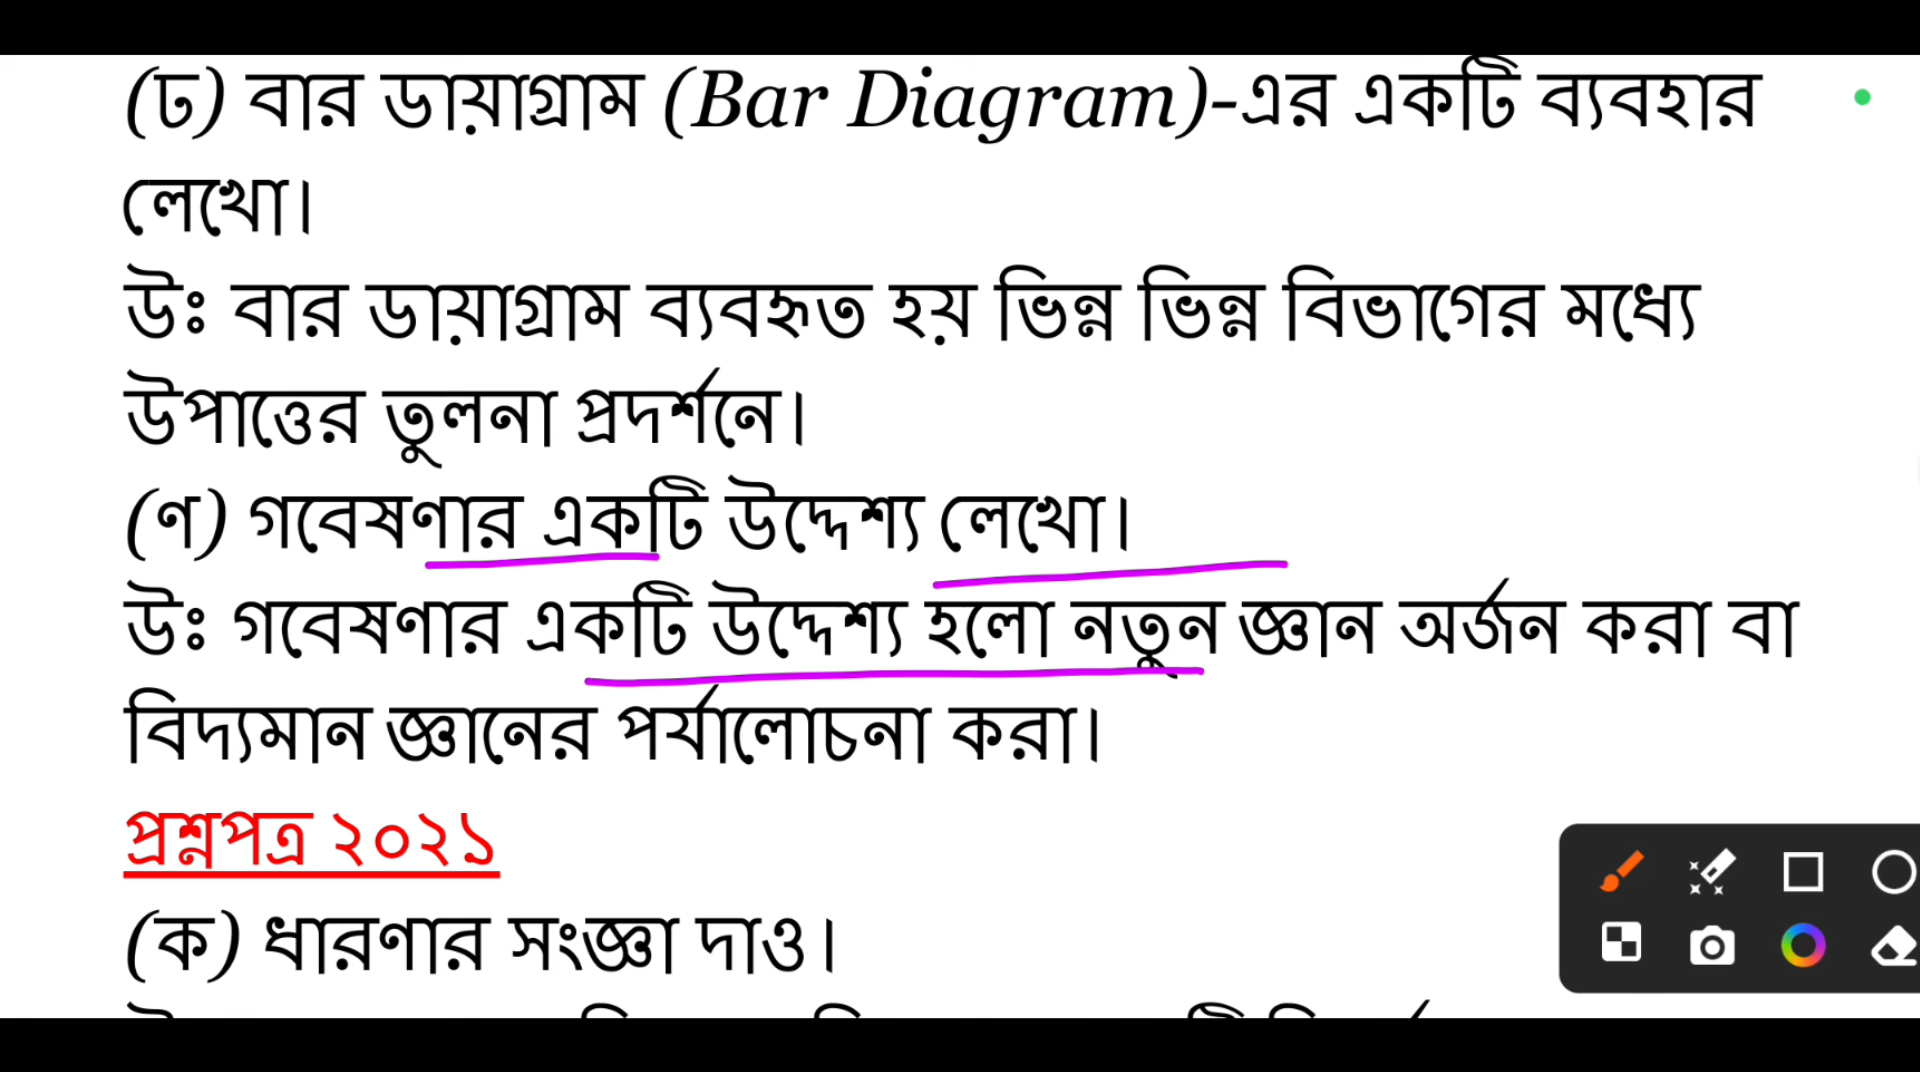 (ঢ) বার ডায়াগ্রাম (Bar Diagram)-এর একটি ব্যবহার
লেখো।
উঃ বার ডায়াগ্রাম ব্যবহৃত হয় ভিন্ন ভিন্ন বিভাগের মধ্যে
উপাত্তের তুলনা প্রদর্শনে।
(ণ) গবেষণার একটি উদ্দেশ্য লেখো।
উঃ গবেষণার একটি উদ্দেশ্য হলো নতুন জ্ঞান অর্জন করা বা
বিদ্যমান জ্ঞানের পর্যালোচনা করা।
প্রশ্নপত্র ২০২১
(ক) ধারণার সংজ্ঞা দাও।